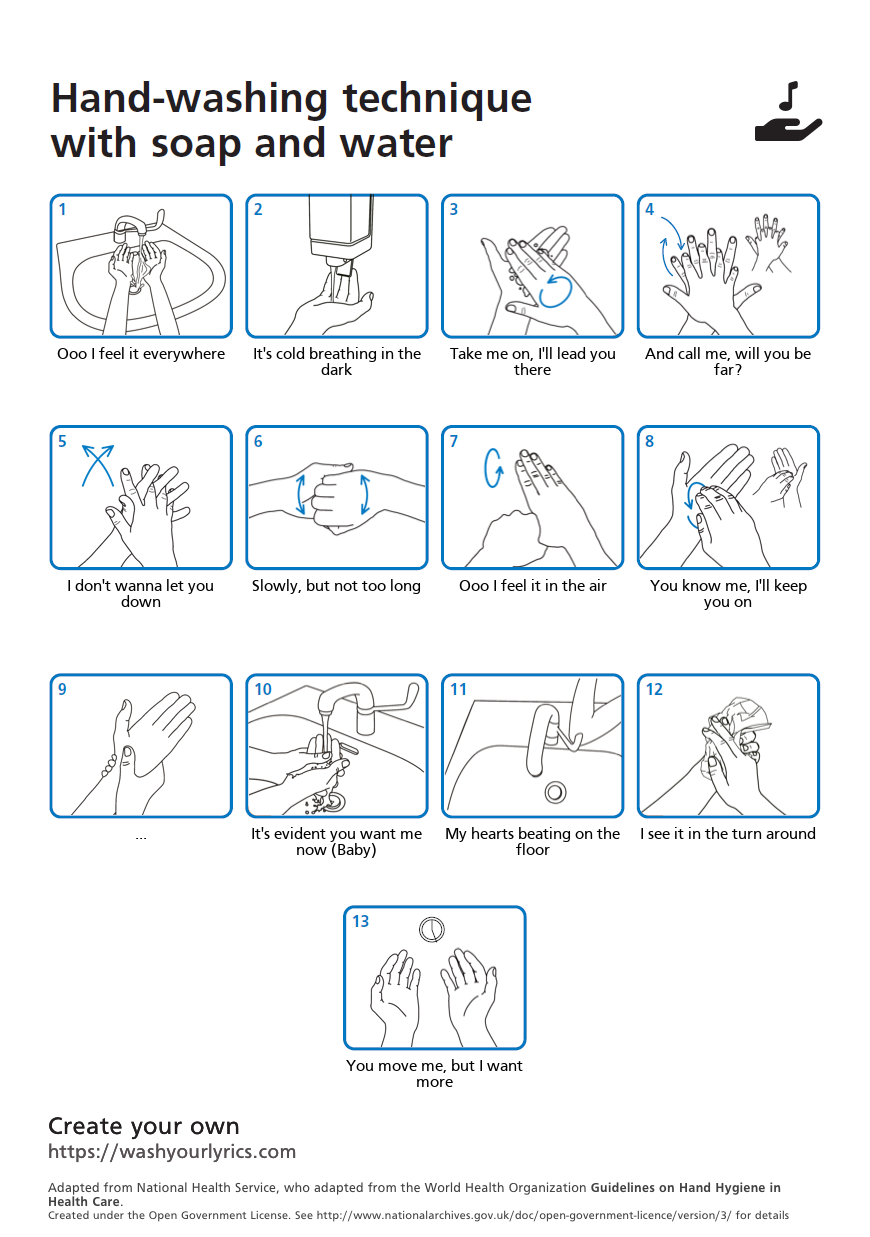 Hand-washing technique
with soap and water
1
Ooo I feel it everywhere
2
It's cold breathing in the
dark
3
Take me on, I'll lead you
there
4
And call me, will you be
far?
5
I don't wanna let you
down
6
Slowly, but not too long
7
Ooo I feel it in the air
8
You know me, I'll keep
you on
9
...
10
It's evident you want me
now (Baby)
11
My hearts beating on the
floor
12
I see it in the turn around
13
You move me, but I want
more
Create your own
https://washyourlyrics.com
Adapted from National Health Service, who adapted from the World Health Organization Guidelines on Hand Hygiene in
Health Care.
Created under the Open Government License. See http://www.nationalarchives.gov.uk/doc/open-government-licence/version/3/ for details